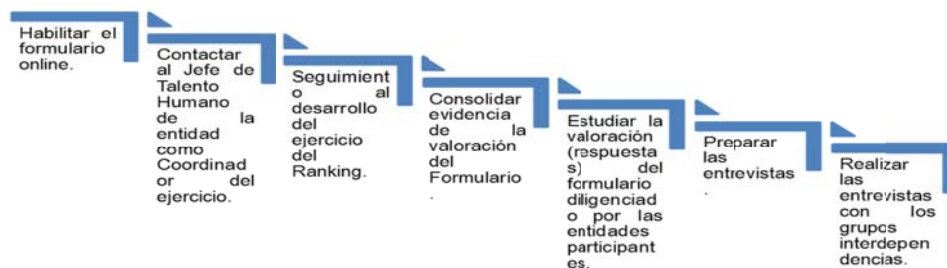 Habilitar el
formulario
online.
Contactar
al Jefe de
Talento
Humano
de la
entidad
como
Coordinad
or del
ejercicio.
Seguimient
o al
desarrollo
del
ejercicio
del
Ranking.
Consolidar
evidencia
de la
valoración
del
Formulario
.
Estudiar la
valoración
(respuesta
s) del
formulario
diligenciad
o por las
entidades
participant
es.
Preparar
las
entrevistas
.
Realizar
las
entrevistas
con los
grupos
interdepen
dencias.